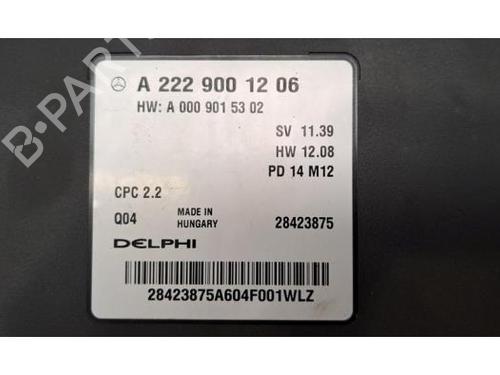 A 222 900 12 06
HW: A 000 901 53 02
SV 11.39
HW 12.08
PD 14 M12
CPC 2.2
Q04
MADE IN
HUNGARY
28423875
DELPHI
28423875A604F001WLZ
B-PARTS